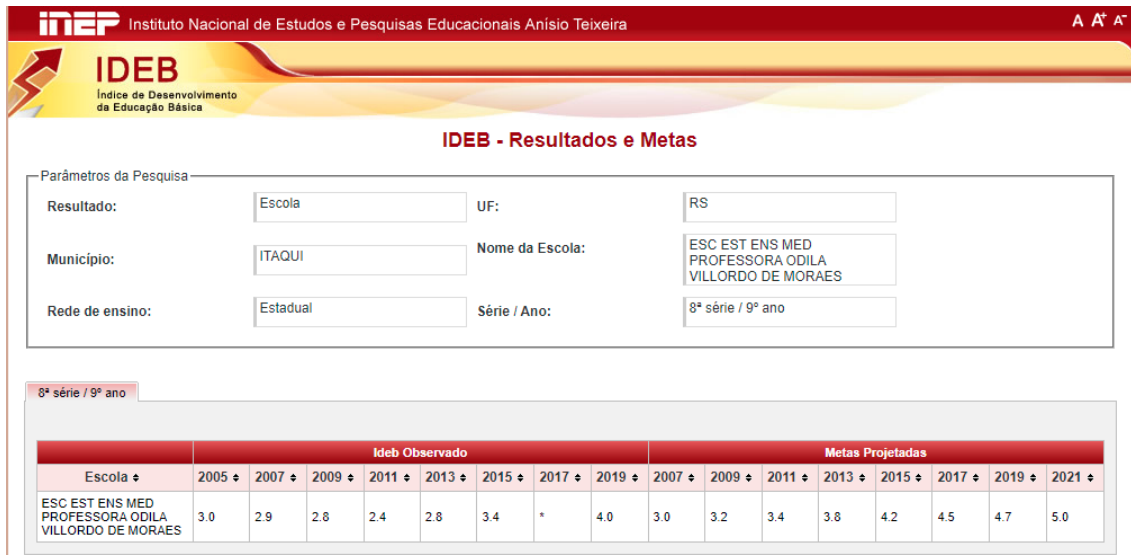 INEP Instituto Nacional de Estudos e Pesquisas Educacionais Anísio Teixeira A A+ A-
IDEB
Índice de Desenvolvimento
da Educação Básica
IDEB - Resultados e Metas
Parâmetros da Pesquisa
Resultado: Escola UF: RS
Município: ITAQUI Nome da Escola: ESC EST ENS MED
PROFESSORA ODILA
VILLORDO DE MORAES
Rede de ensino: Estadual Série / Ano: 8ª série / 9º ano
8ª série / 9º ano
Ideb Observado Metas Projetadas
Escola 2005 2007 2009 2011 2013 2015 2017 2019 2007 2009 2011 2013 2015 2017 2019 2021
ESC EST ENS MED
PROFESSORA ODILA 3.0 2.9 2.8 2.4 2.8 3.4 * 4.0 3.0 3.2 3.4 3.8 4.2 4.5 4.7 5.0
VILLORDO DE MORAES